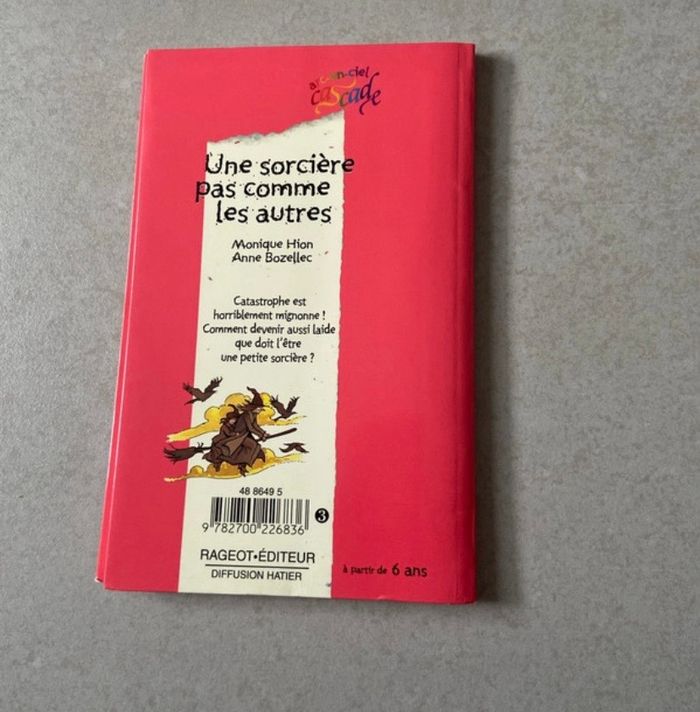 arc-en-ciel
cascade
Une sorcière
pas comme
les autres
Monique Hion
Anne Bozellec
Catastrophe est
horriblement mignonne !
Comment devenir aussi laide
que doit l'être
une petite sorcière ?
48 8649 5
9 782700 226836
3
RAGEOT•ÉDITEUR
DIFFUSION HATIER
à partir de 6 ans